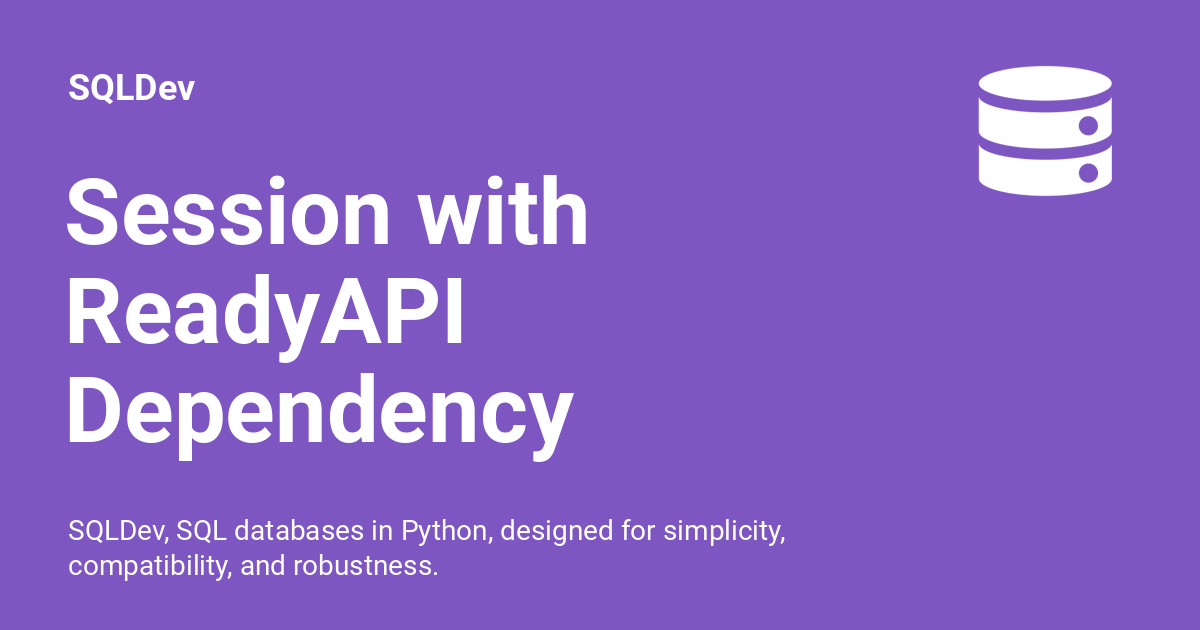 SQLDev
Session with
ReadyAPI
Dependency
SQLDev, SQL databases in Python, designed for simplicity,
compatibility, and robustness.